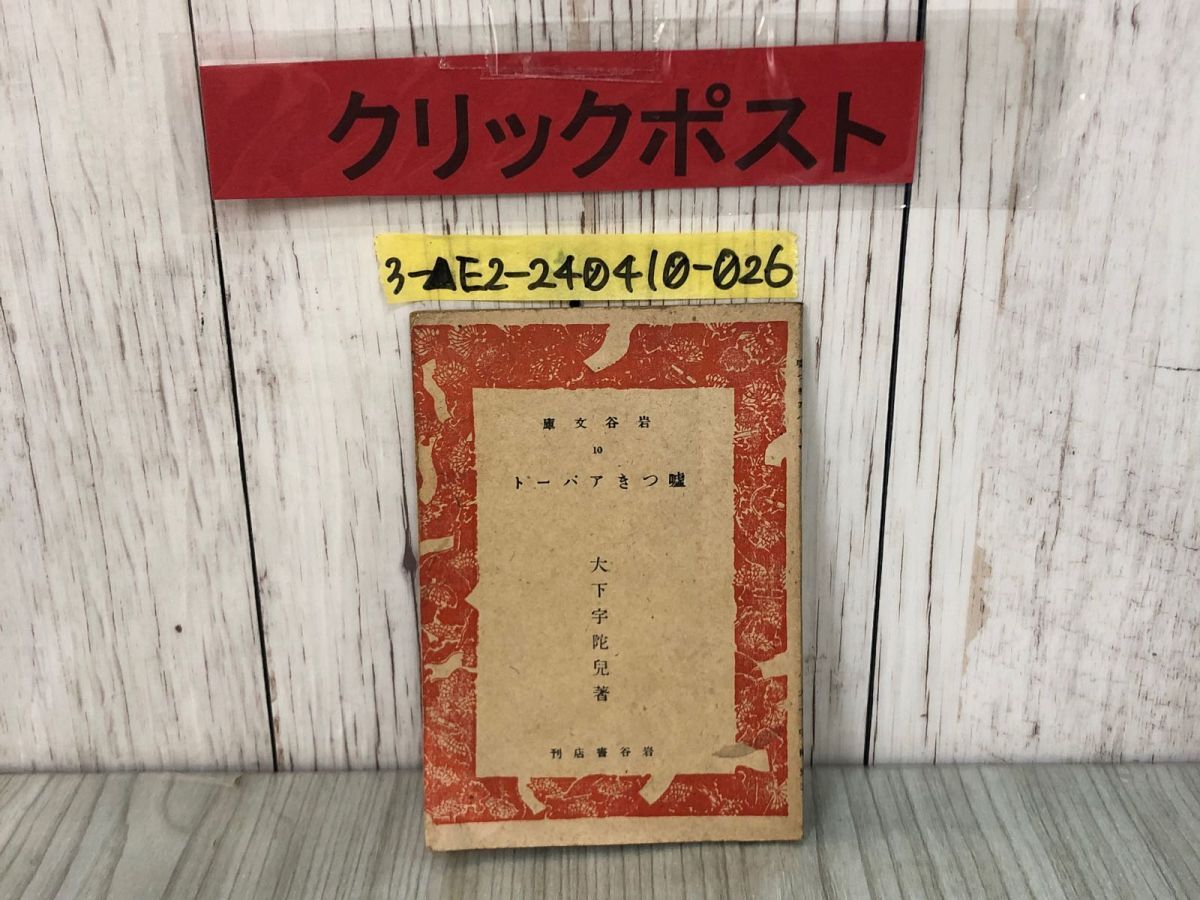 クリックポスト
3-▲E2-240410-026
岩谷文庫
10
嘘つきアパート
大下宇陀兒著
岩谷書店刊